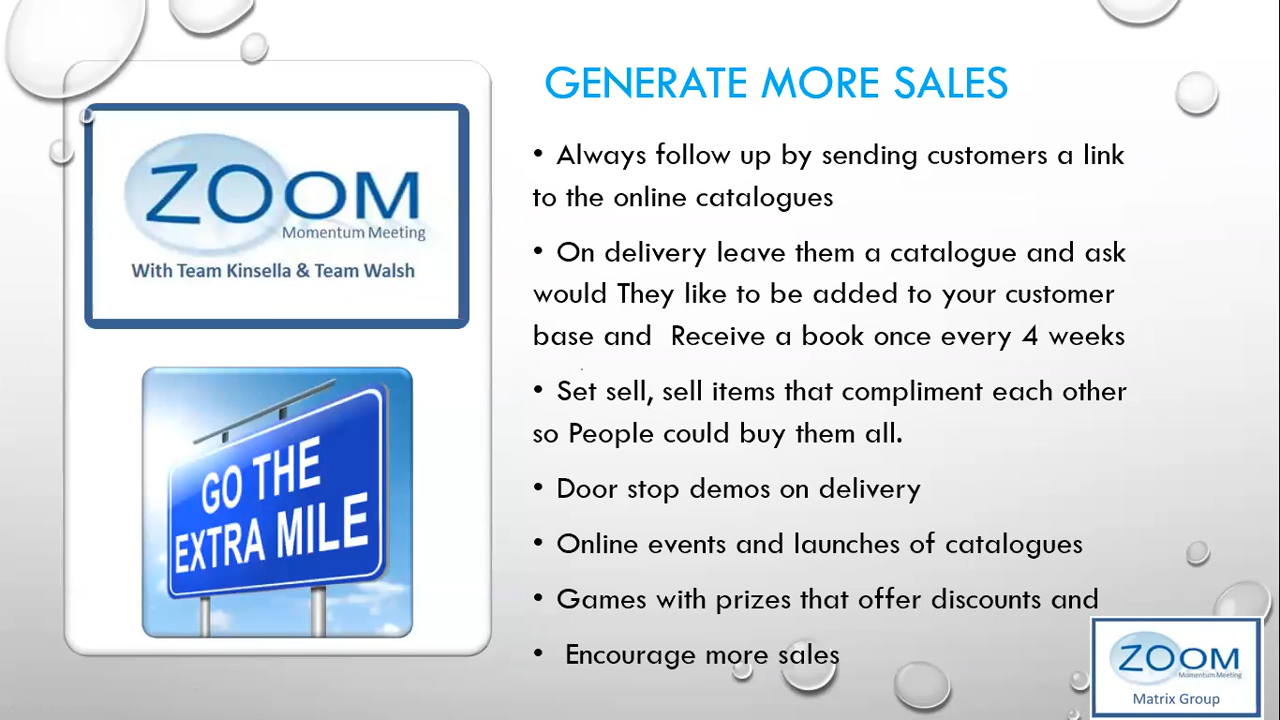 GENERATE MORE SALES
• Always follow up by sending customers a link
to the online catalogues
• On delivery leave them a catalogue and ask
would They like to be added to your customer
base and  Receive a book once every 4 weeks
• Set sell, sell items that compliment each other
so People could buy them all.
• Door stop demos on delivery
• Online events and launches of catalogues
• Games with prizes that offer discounts and
• Encourage more sales
ZOOM
Momentum Meeting
With Team Kinsella & Team Walsh
GO THE
EXTRA MILE
ZOOM
Momentum Meeting
Matrix Group